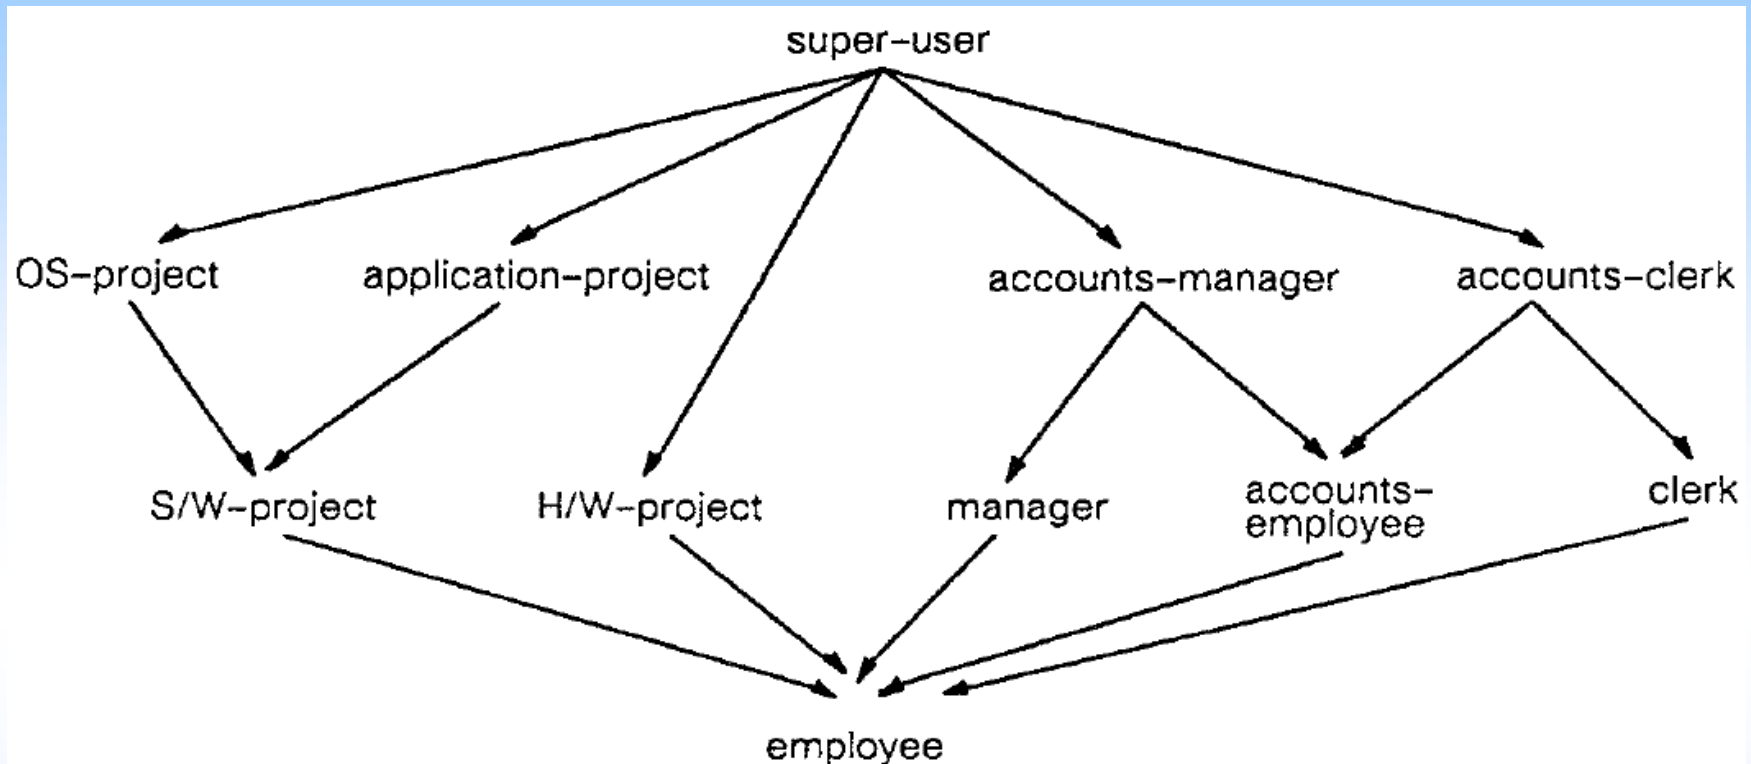 super-user
OS-project
application-project
accounts-manager
accounts-clerk
S/W-project
H/W-project
manager
accounts-
employee
clerk
employee